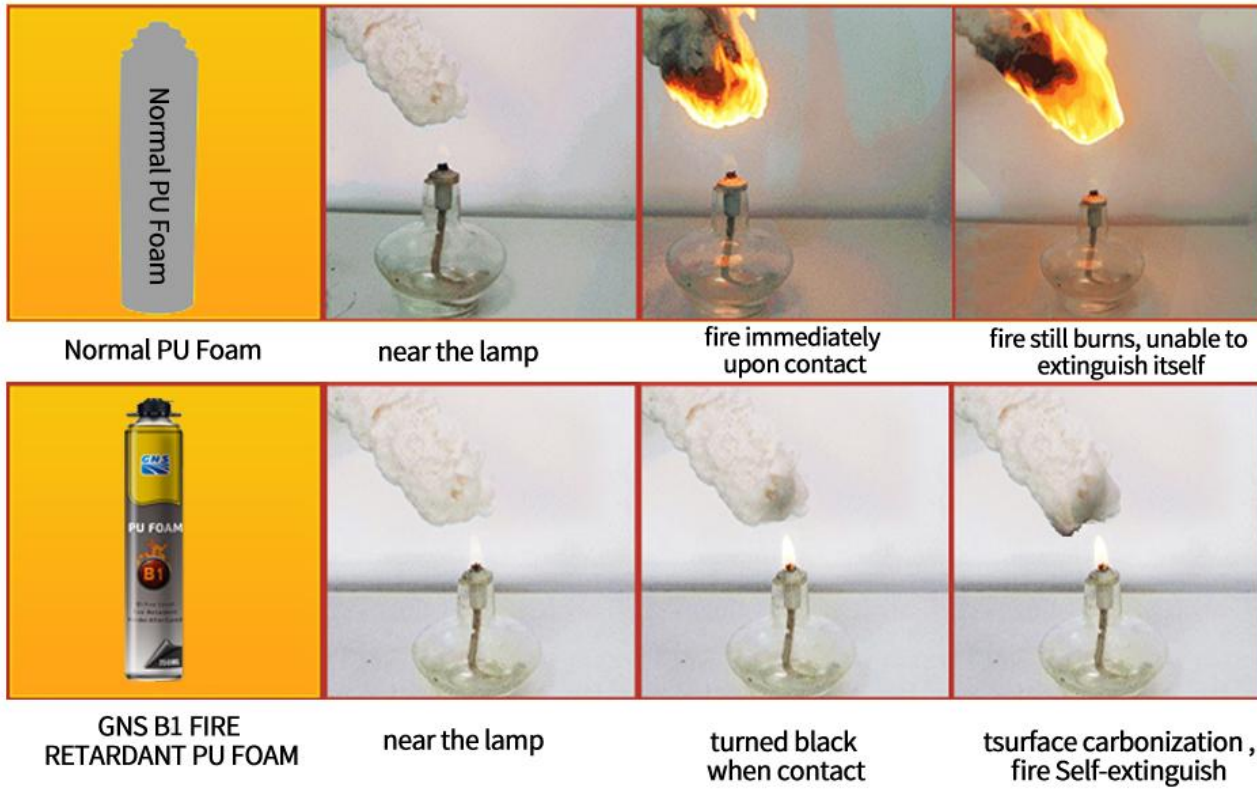 Normal PU Foam
Normal PU Foam
near the lamp
fire immediately
upon contact
fire still burns, unable to
extinguish itself
GNS
PU FOAM
B1
750ML
GNS B1 FIRE
RETARDANT PU FOAM
near the lamp
turned black
when contact
tsurface carbonization ,
fire Self-extinguish